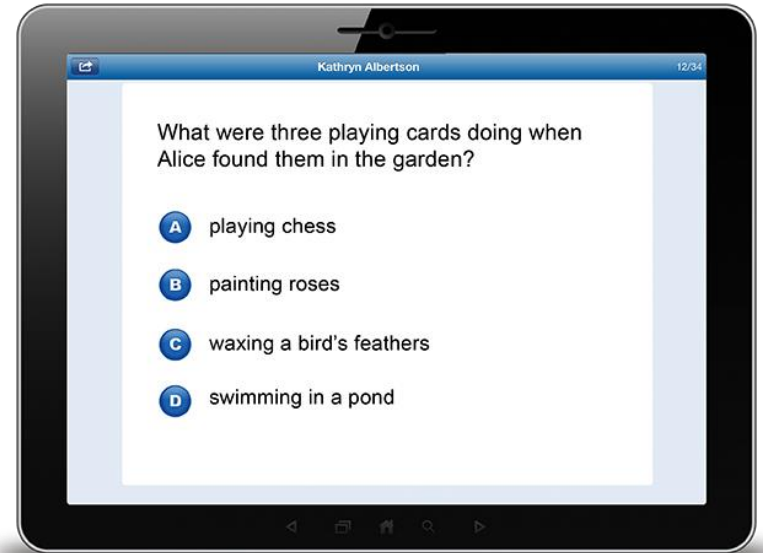 Kathryn Albertson
12/34
What were three playing cards doing when
Alice found them in the garden?
A playing chess
B painting roses
C waxing a bird's feathers
D swimming in a pond